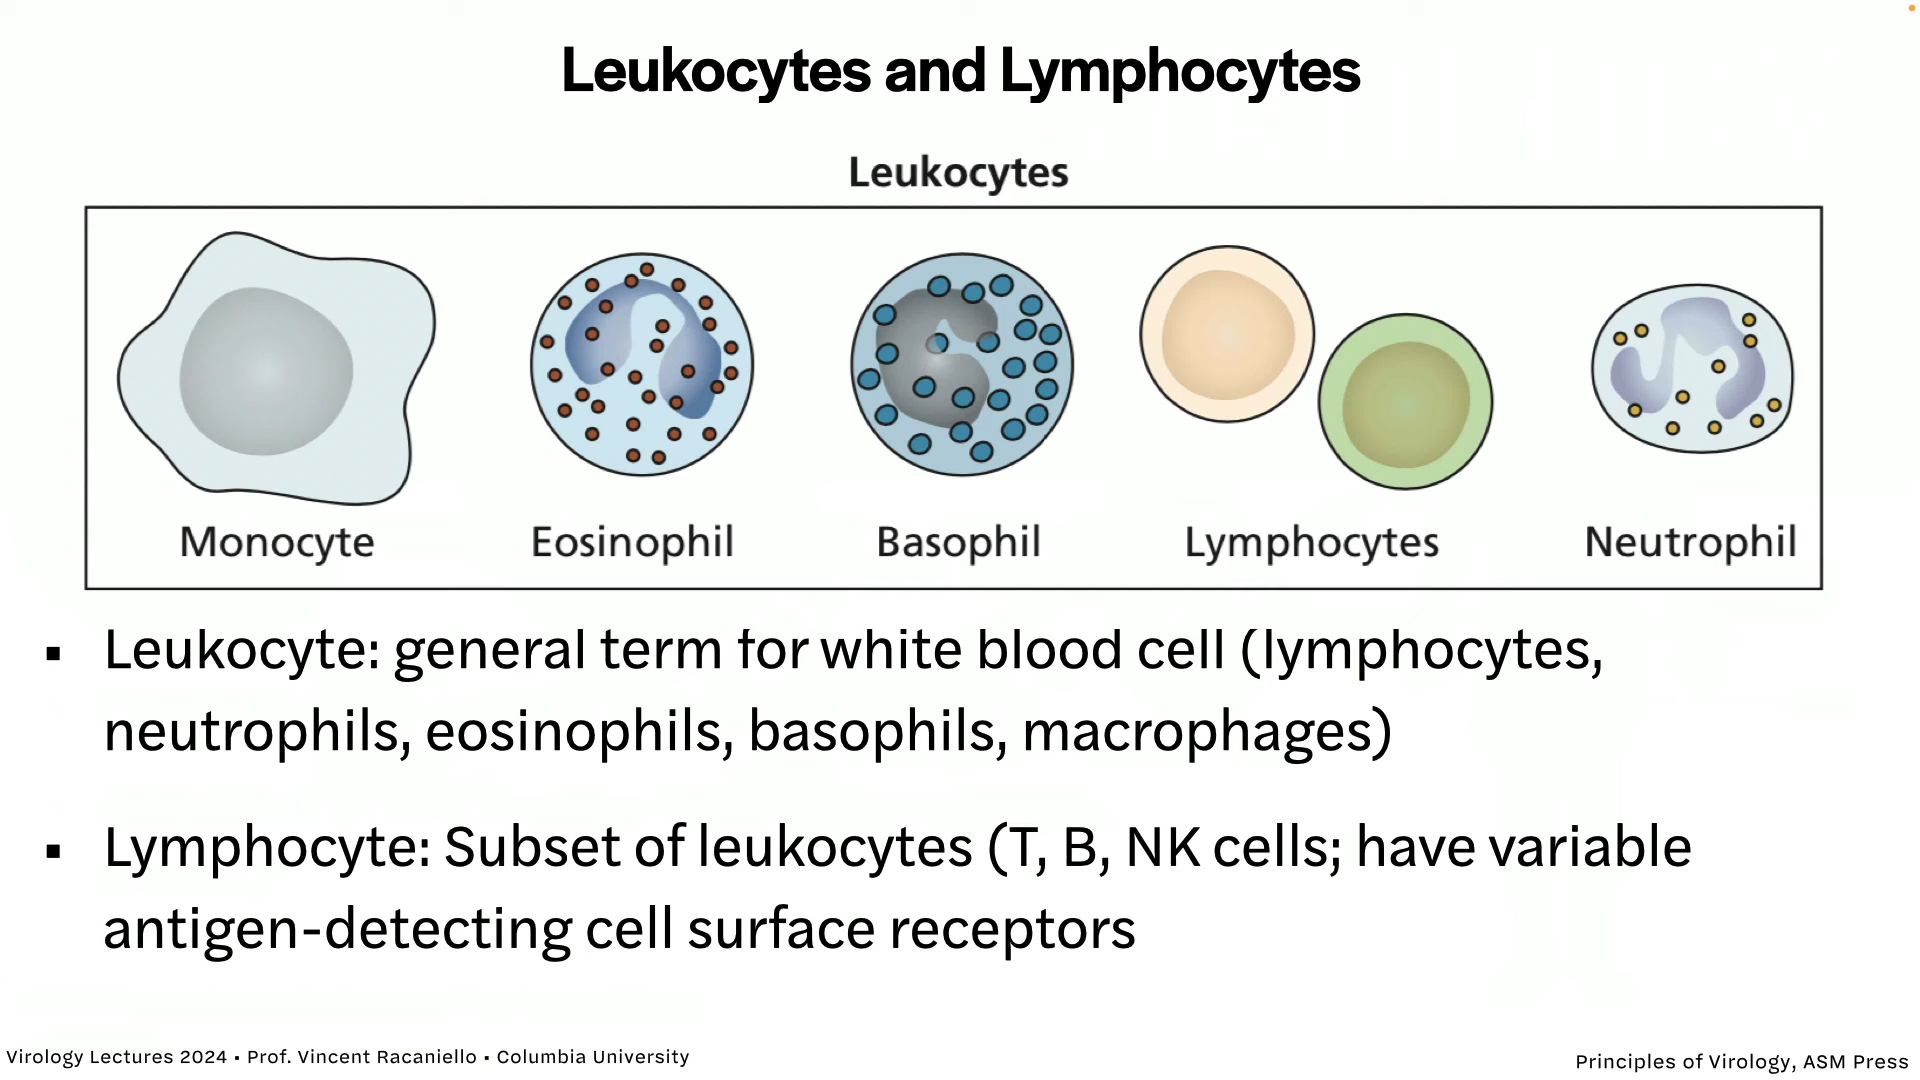 Leukocytes and Lymphocytes
Leukocytes
Monocyte Eosinophil Basophil Lymphocytes Neutrophil
▪ Leukocyte: general term for white blood cell (lymphocytes,
neutrophils, eosinophils, basophils, macrophages)
▪ Lymphocyte: Subset of leukocytes (T, B, NK cells; have variable
antigen-detecting cell surface receptors
Virology Lectures 2024 ▪ Prof. Vincent Racaniello ▪ Columbia University
Principles of Virology, ASM Press